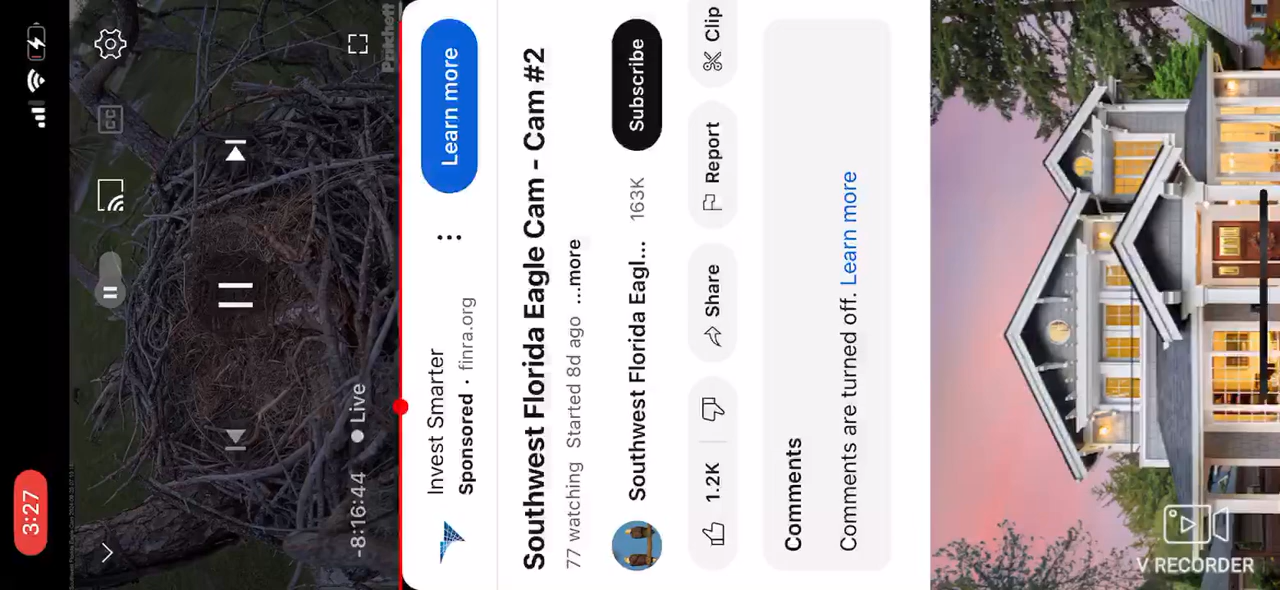 3:27
Pritchett
CC
-8:16:44
Live
Invest Smarter
Sponsored · finra.org
Learn more
Southwest Florida Eagle Cam - Cam #2
77 watching Started 8d ago ...more
Southwest Florida Eagl... 163K
Subscribe
1.2K
Share
Report
Clip
Comments
Comments are turned off. Learn more
V RECORDER